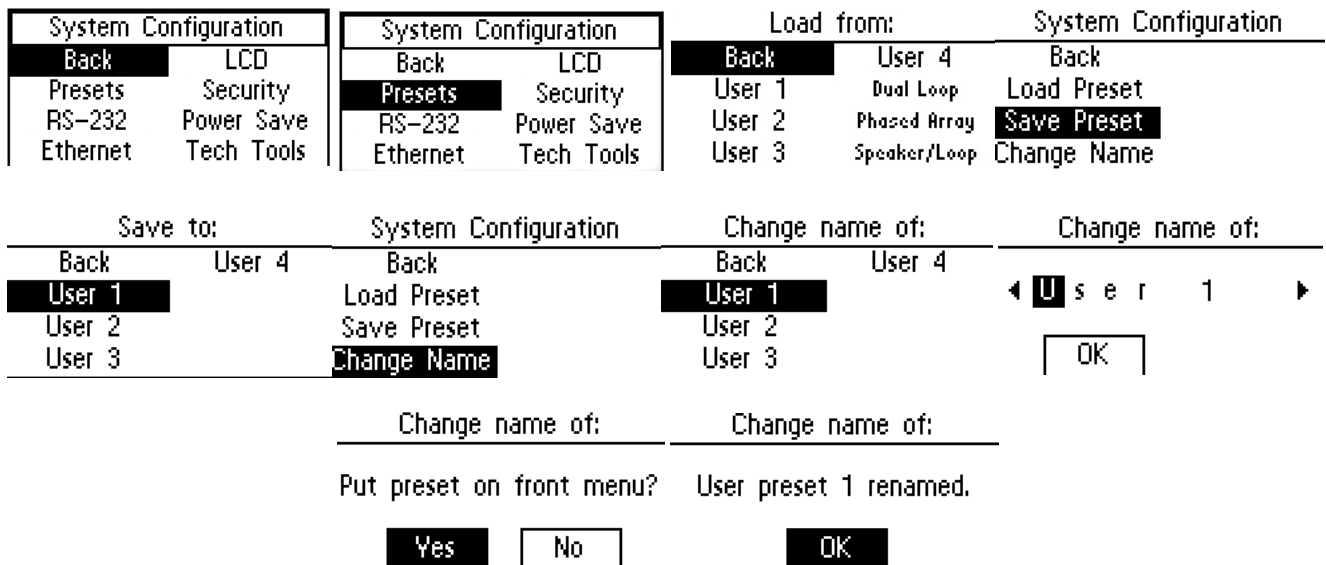 System Configuration
Back LCD
Presets Security
RS-232 Power Save
Ethernet Tech Tools
System Configuration
Back LCD
Presets Security
RS-232 Power Save
Ethernet Tech Tools
Load from:
Back User 4
User 1 Dual Loop
User 2 Phased Array
User 3 Speaker/Loop
System Configuration
Back
Load Preset
Save Preset
Change Name
Save to:
Back User 4
User 1
User 2
User 3
System Configuration
Back
Load Preset
Save Preset
Change Name
Change name of:
Back User 4
User 1
User 2
User 3
Change name of:
User 1
OK
Change name of:
Put preset on front menu?
Yes No
Change name of:
User preset 1 renamed.
OK